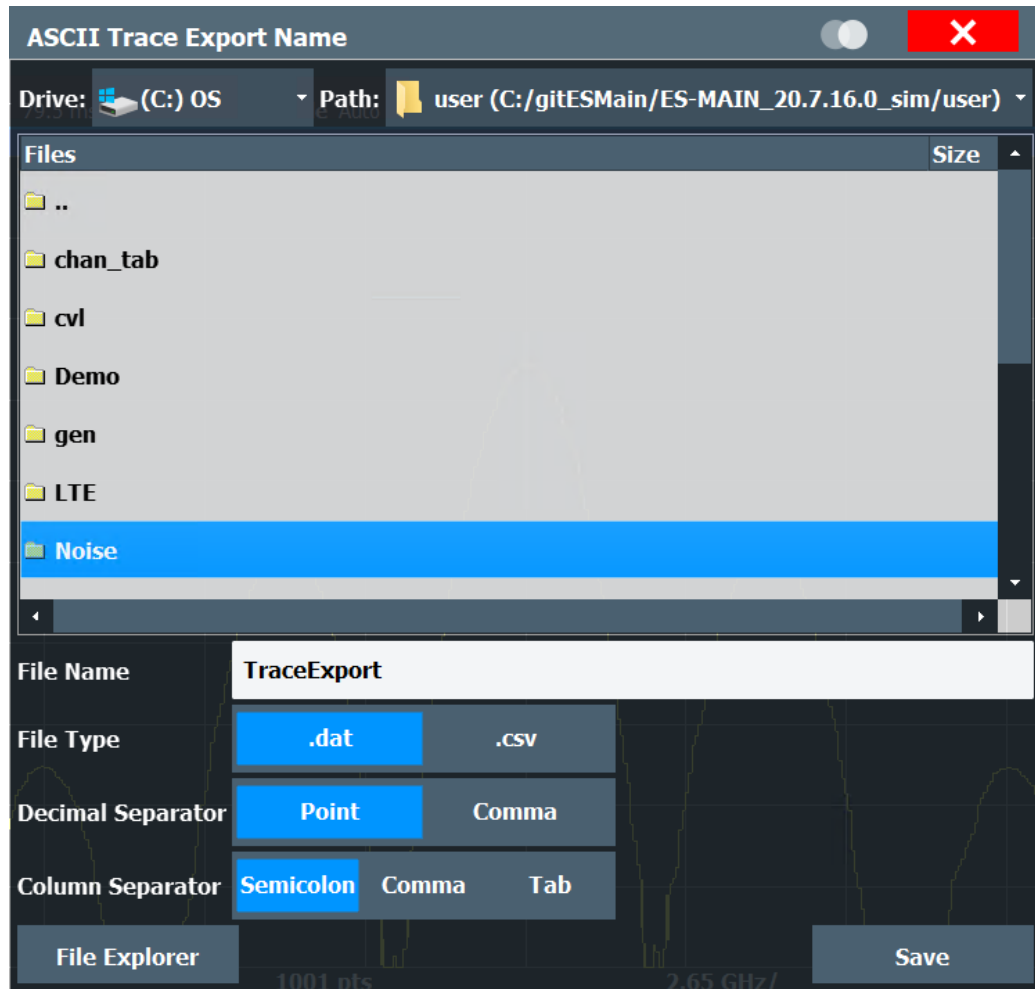 ASCII Trace Export Name
Drive: (C:) OS Path: user (C:/gitESMain/ES-MAIN_20.7.16.0_sim/user)
Files Size
..
chan_tab
cvl
Demo
gen
LTE
Noise
File Name TraceExport
File Type .dat .csv
Decimal Separator Point Comma
Column Separator Semicolon Comma Tab
File Explorer Save
1001 pts 2.65 GHz/